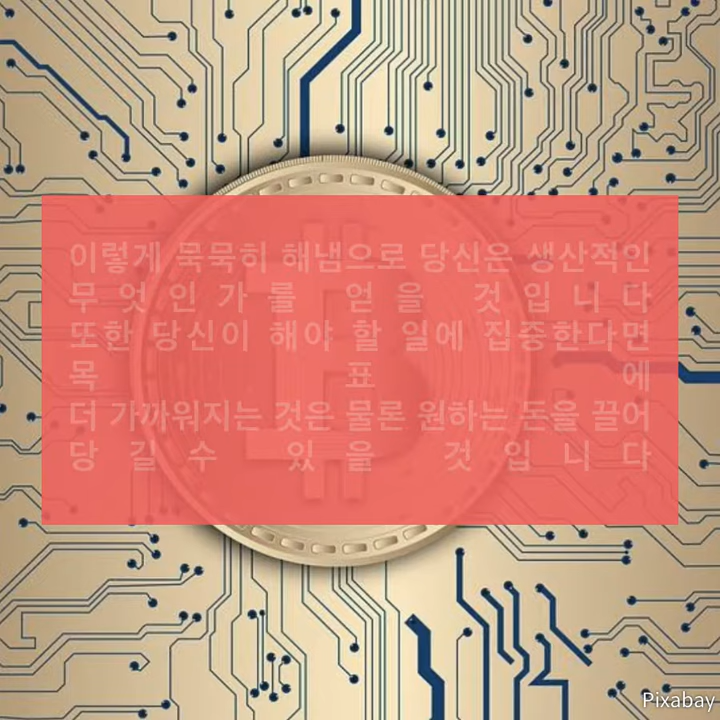 이렇게 묵묵히 해냄으로 당신은 생산적인
무엇인가를 얻을 것입니다
또한 당신이 해야 할 일에 집중한다면
목표에
더 가까워지는 것은 물론 원하는 돈을 끌어
당길수 있을 것입니다
Pixabay